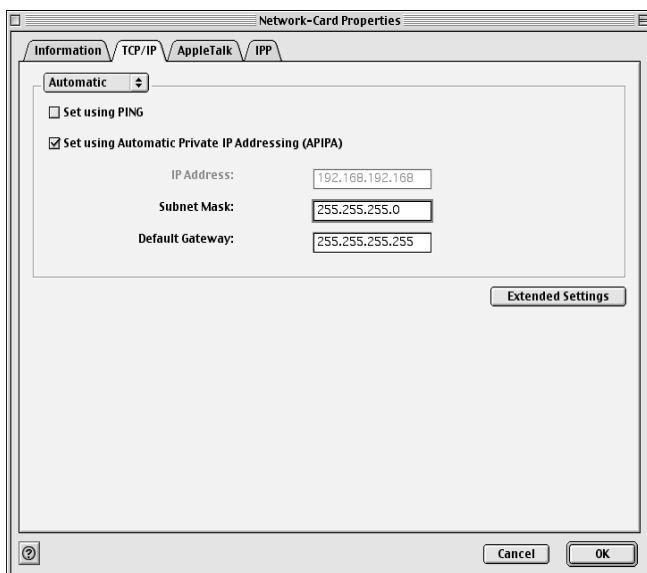 Network-Card Properties
Information TCP/IP AppleTalk IPP
Automatic
Set using PING
Set using Automatic Private IP Addressing (APIPA)
IP Address: 192.168.192.168
Subnet Mask: 255.255.255.0
Default Gateway: 255.255.255.255
Extended Settings
? Cancel OK